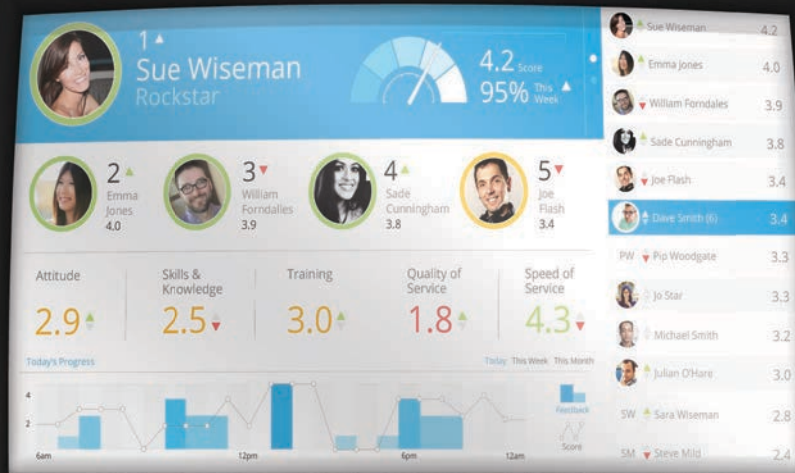 1
Sue Wiseman
Rockstar
4.2 Score
95% This Week
2
Emma
Jones
4.0
3
William
Forndalles
3.9
4
Sade
Cunningham
3.8
5
Joe
Flash
3.4
Attitude
2.9
Skills &
Knowledge
2.5
Training
3.0
Quality of
Service
1.8
Speed of
Service
4.3
Today's Progress
Today This Week This Month
4
2
6am 12pm 6pm 12am
Feedback
Score
Sue Wiseman 4.2
Emma Jones 4.0
William Forndales 3.9
Sade Cunningham 3.8
Joe Flash 3.4
Dave Smith (6) 3.4
PW Pip Woodgate 3.3
Jo Star 3.3
Michael Smith 3.2
Julian O'Hare 3.0
SW Sara Wiseman 2.8
SM Steve Mild 2.4